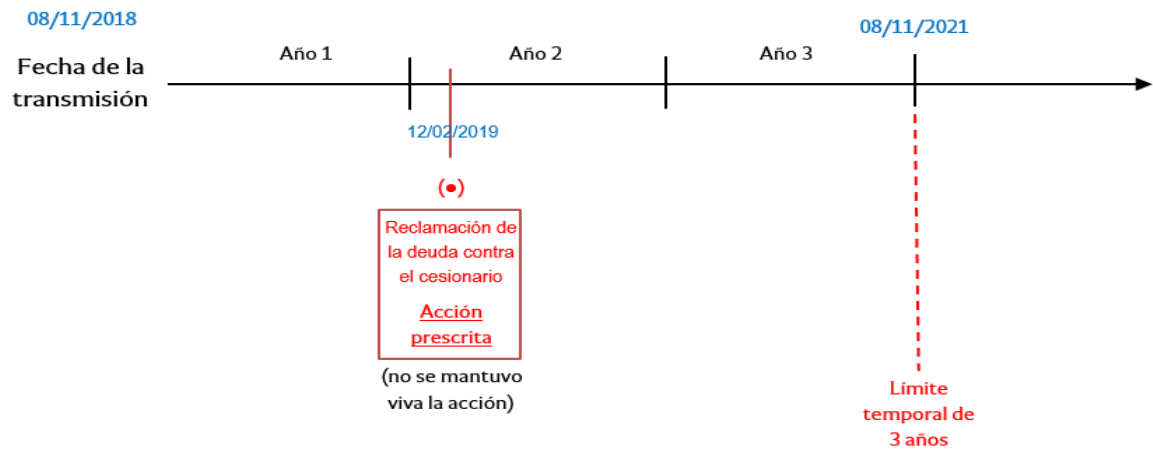 08/11/2018
Fecha de la
transmisión
Año 1
Año 2
Año 3
08/11/2021
12/02/2019
(•)
Reclamación de
la deuda contra
el cesionario
Acción
prescrita
(no se mantuvo
viva la acción)
Límite
temporal de
3 años